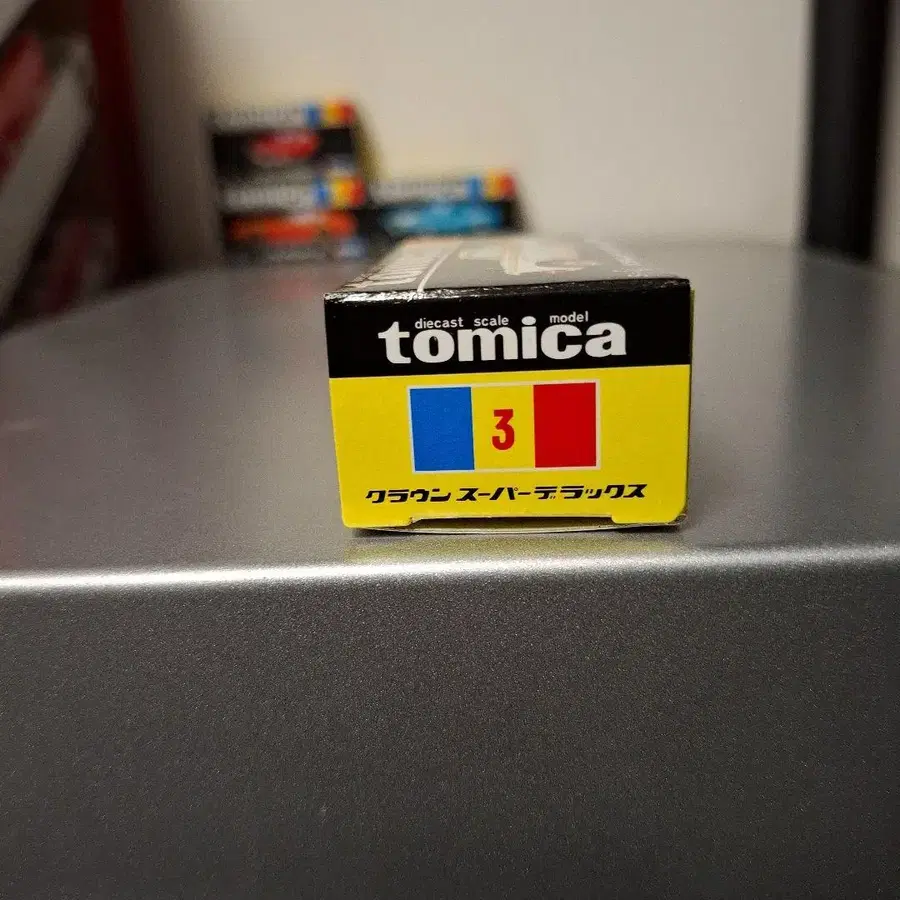 diecast scale model
tomica
3
クラウン スーパーデラックス